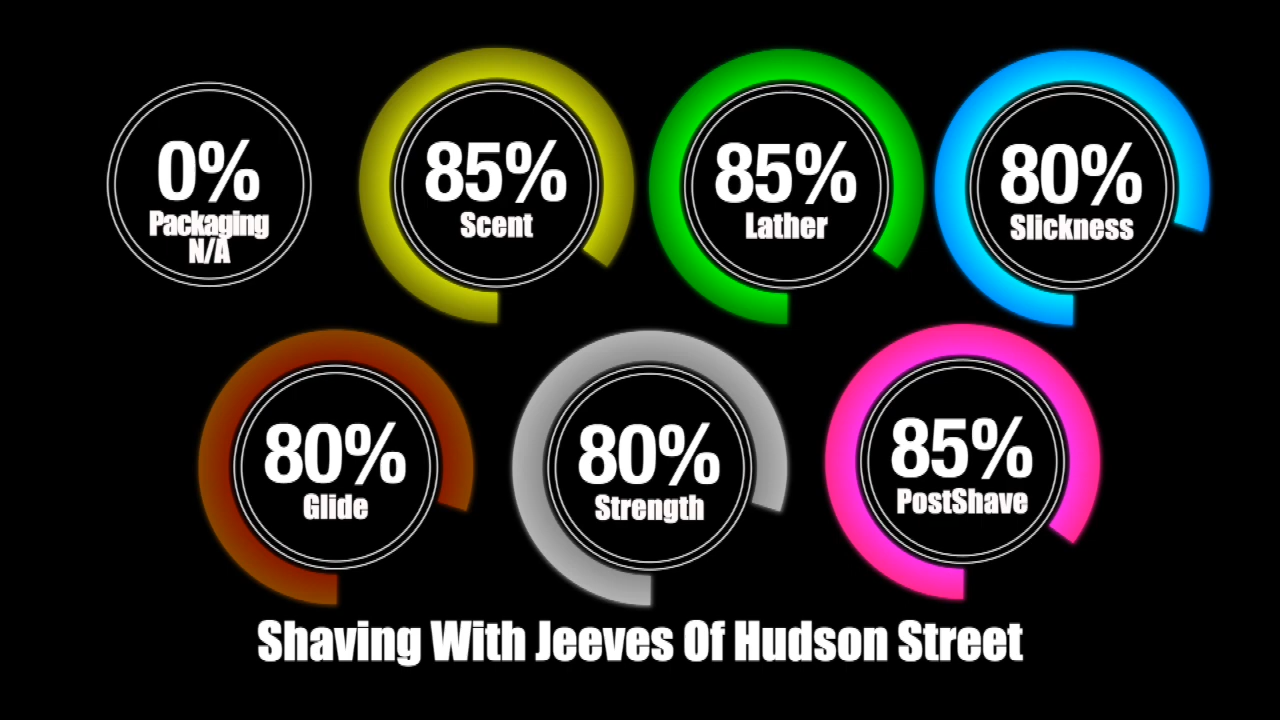 0%
Packaging
N/A
85%
Scent
85%
Lather
80%
Slickness
80%
Glide
80%
Strength
85%
PostShave
Shaving With Jeeves Of Hudson Street